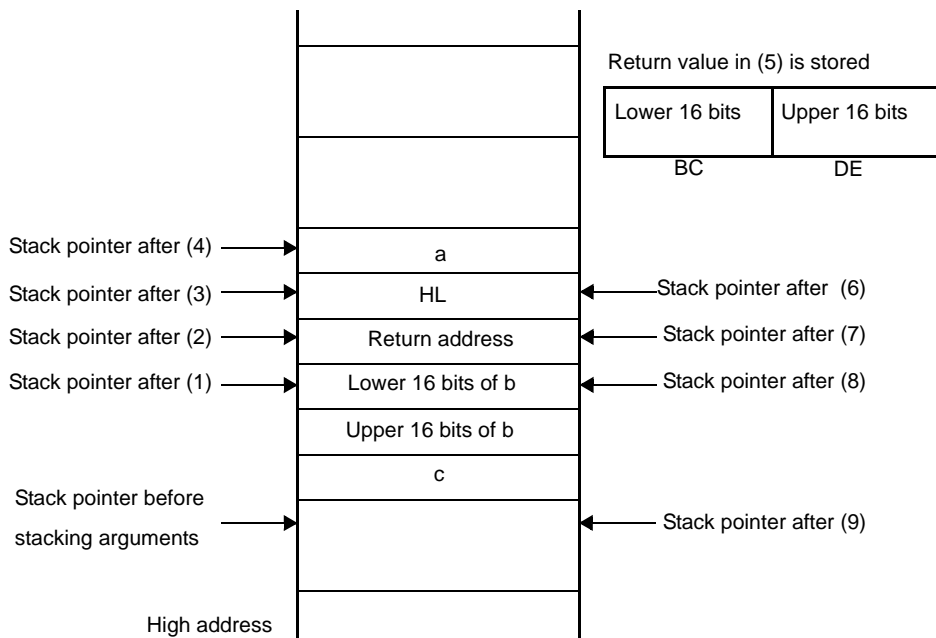 Return value in (5) is stored
Lower 16 bits Upper 16 bits
BC DE
Stack pointer after (4)
a
Stack pointer after (3)
HL
Stack pointer after (6)
Stack pointer after (2)
Return address
Stack pointer after (7)
Stack pointer after (1)
Lower 16 bits of b
Stack pointer after (8)
Upper 16 bits of b
c
Stack pointer before
stacking arguments
Stack pointer after (9)
High address